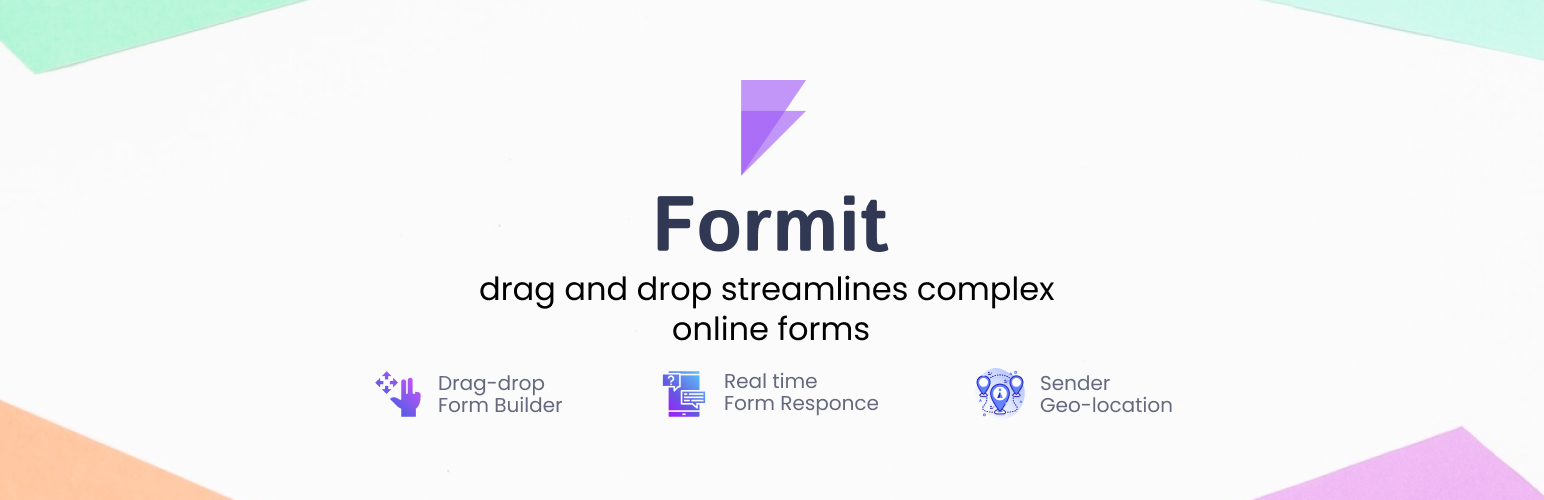 Formit
drag and drop streamlines complex
online forms
Drag-drop
Form Builder
Real time
Form Responce
Sender
Geo-location